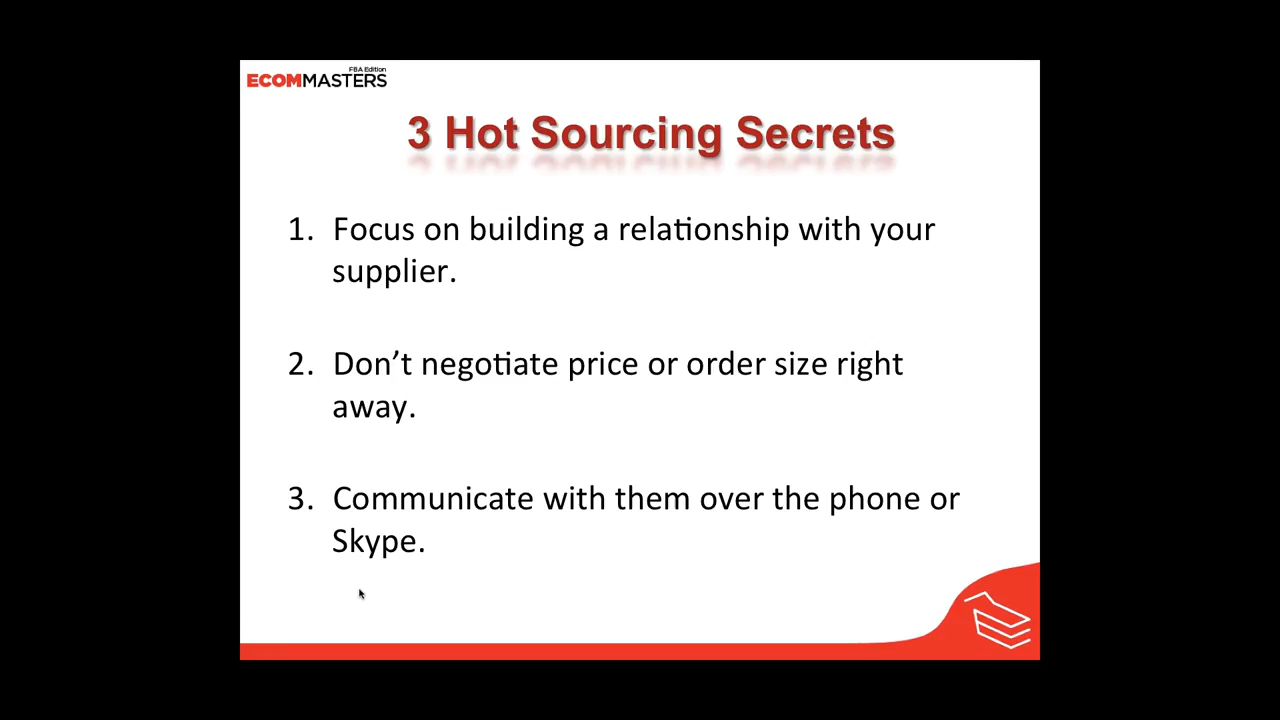 FBA Edition
ECOMMASTERS
3 Hot Sourcing Secrets
1. Focus on building a relationship with your
supplier.
2. Don't negotiate price or order size right
away.
3. Communicate with them over the phone or
Skype.